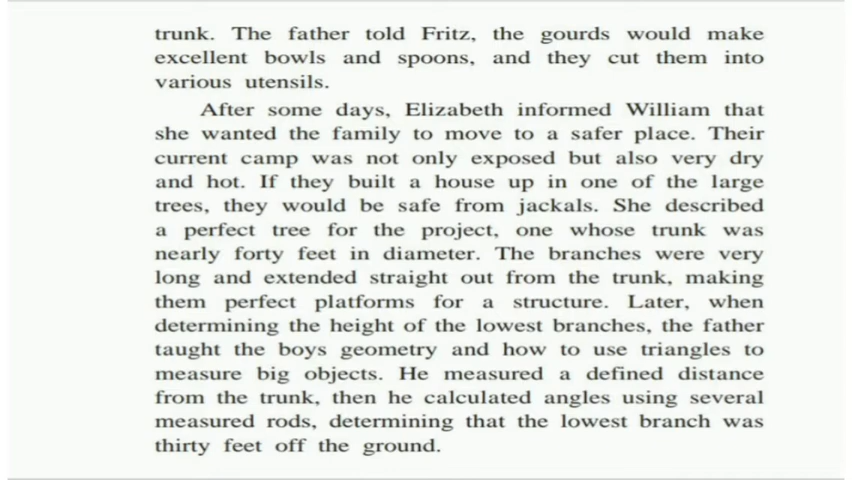 trunk. The father told Fritz, the gourds would make
excellent bowls and spoons, and they cut them into
various utensils.
After some days, Elizabeth informed William that
she wanted the family to move to a safer place. Their
current camp was not only exposed but also very dry
and hot. If they built a house up in one of the large
trees, they would be safe from jackals. She described
a perfect tree for the project, one whose trunk was
nearly forty feet in diameter. The branches were very
long and extended straight out from the trunk, making
them perfect platforms for a structure. Later, when
determining the height of the lowest branches, the father
taught the boys geometry and how to use triangles to
measure big objects. He measured a defined distance
from the trunk, then he calculated angles using several
measured rods, determining that the lowest branch was
thirty feet off the ground.